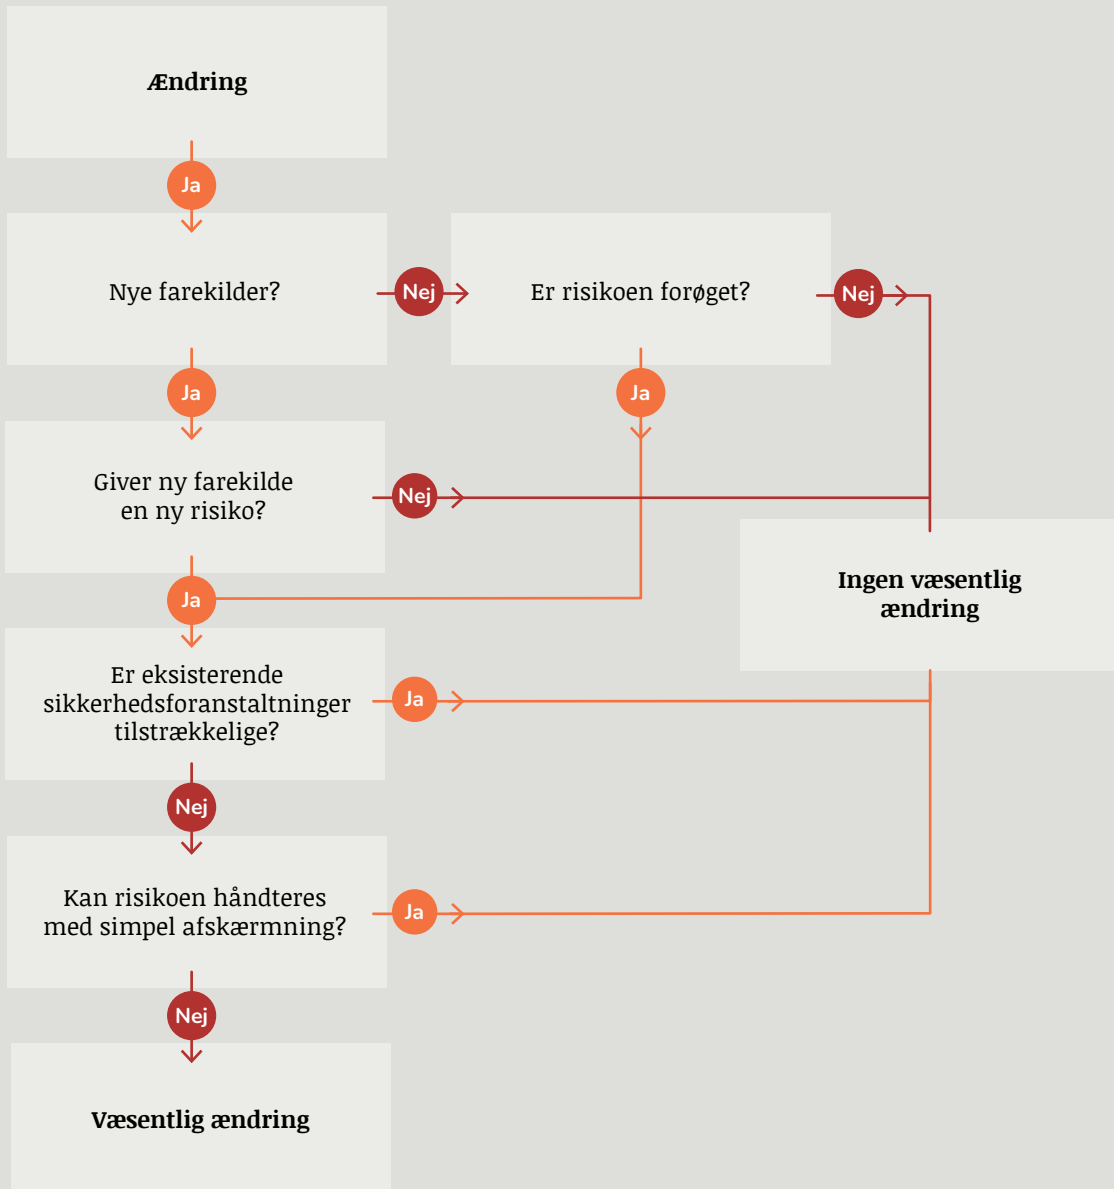 Ændring
Ja
Nye farekilder?
Nej
Er risikoen forøget?
Nej
Ja
Ja
Giver ny farekilde
en ny risiko?
Nej
Ja
Ingen væsentlig
ændring
Er eksisterende
sikkerhedsforanstaltninger
tilstrækkelige?
Ja
Nej
Kan risikoen håndteres
med simpel afskærmning?
Ja
Nej
Væsentlig ændring